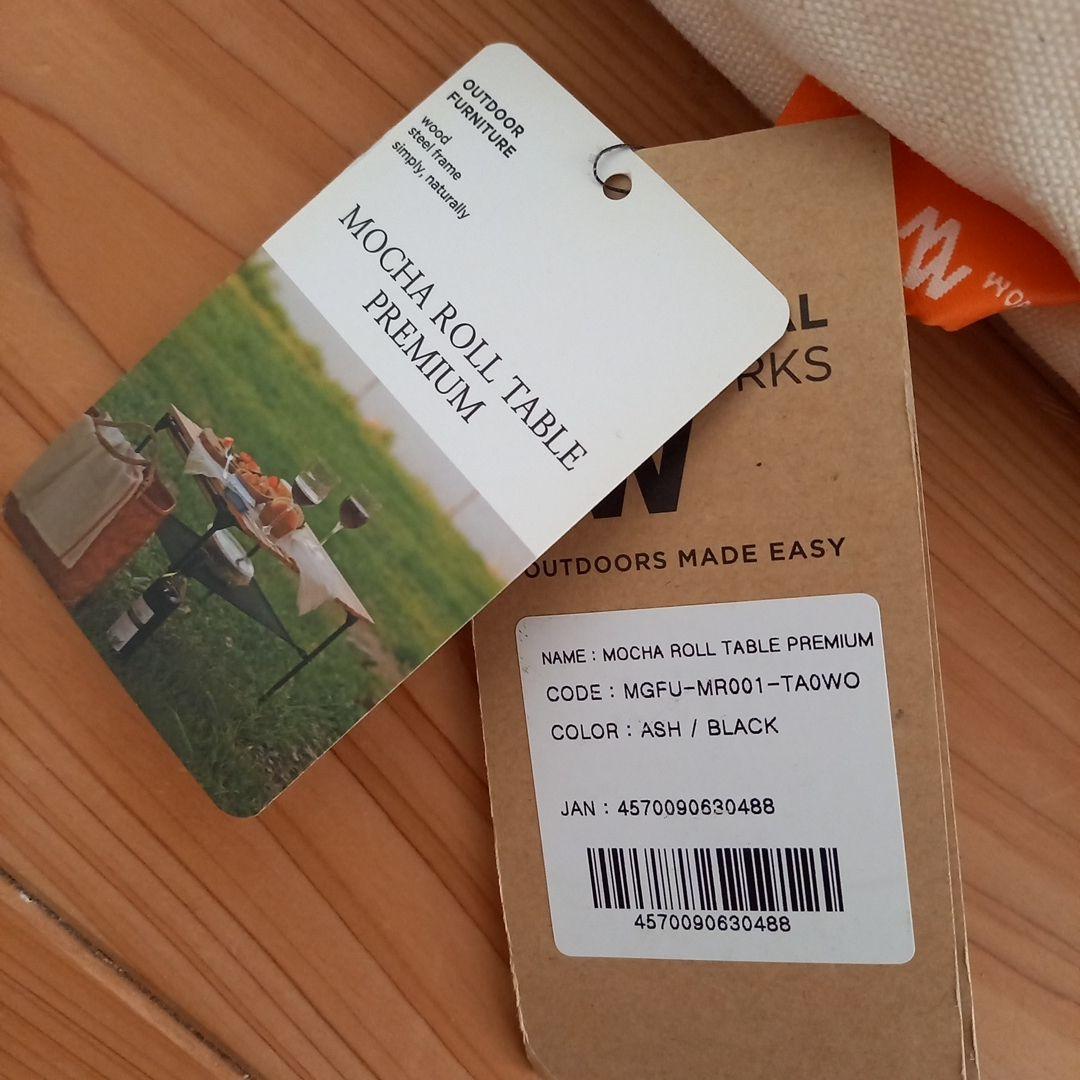 OUTDOOR
FURNITURE
wood
steel frame
simply, naturally
MOCHA ROLL TABLE
PREMIUM
AL
RKS
W
OUTDOORS MADE EASY
NAME : MOCHA ROLL TABLE PREMIUM
CODE : MGFU-MR001-TA0WO
COLOR : ASH / BLACK
JAN : 4570090630488
4570090630488